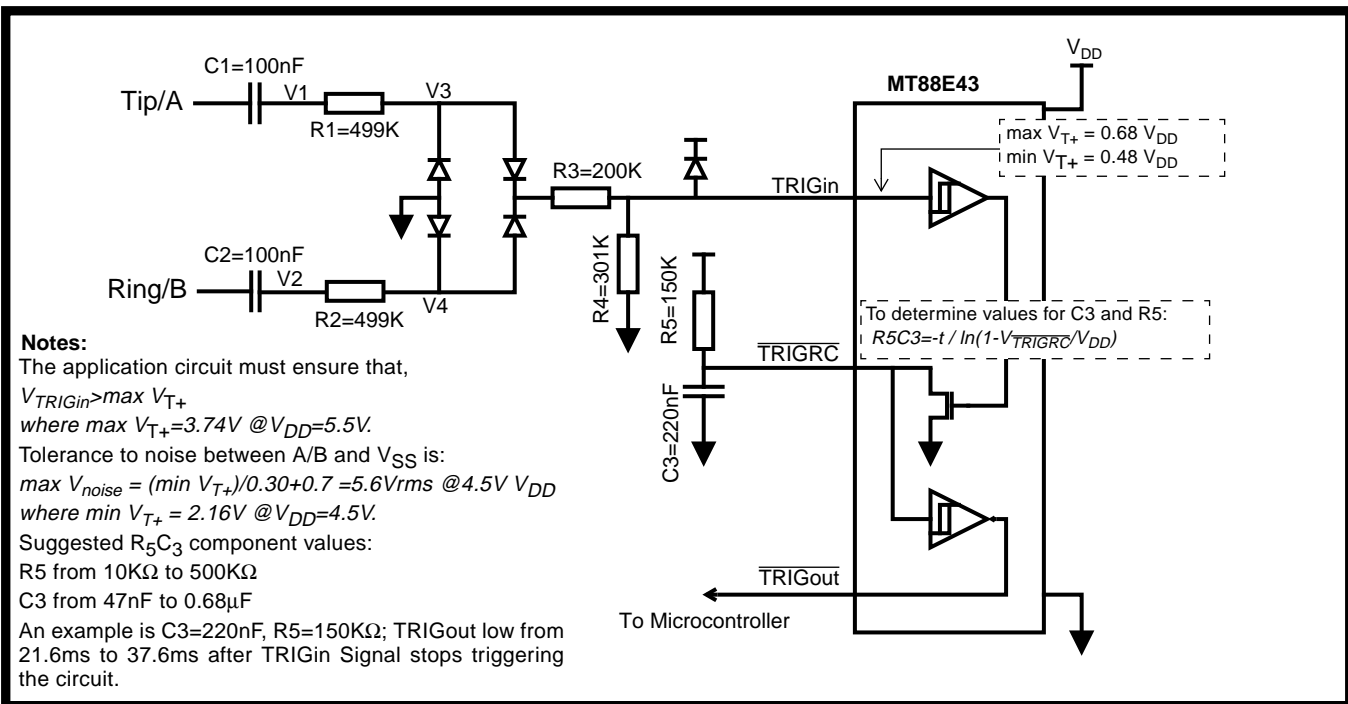 C1=100nF
Tip/A
V1
R1=499K
V3
R3=200K
C2=100nF
Ring/B
V2
R2=499K
V4
R4=301K
TRIGin
R5=150K
TRIGRC
C3=220nF
TRIGout
To Microcontroller
MT88E43
VDD
max VT+ = 0.68 VDD
min VT+ = 0.48 VDD
To determine values for C3 and R5:
R5C3=-t / ln(1-VTRIGRC/VDD)
Notes:
The application circuit must ensure that,
VTRIGin>max VT+
where max VT+=3.74V @VDD=5.5V.
Tolerance to noise between A/B and VSS is:
max Vnoise = (min VT+)/0.30+0.7 =5.6Vrms @4.5V VDD
where min VT+ = 2.16V @VDD=4.5V.
Suggested R5C3 component values:
R5 from 10KΩ to 500KΩ
C3 from 47nF to 0.68µF
An example is C3=220nF, R5=150KΩ; TRIGout low from
21.6ms to 37.6ms after TRIGin Signal stops triggering
the circuit.